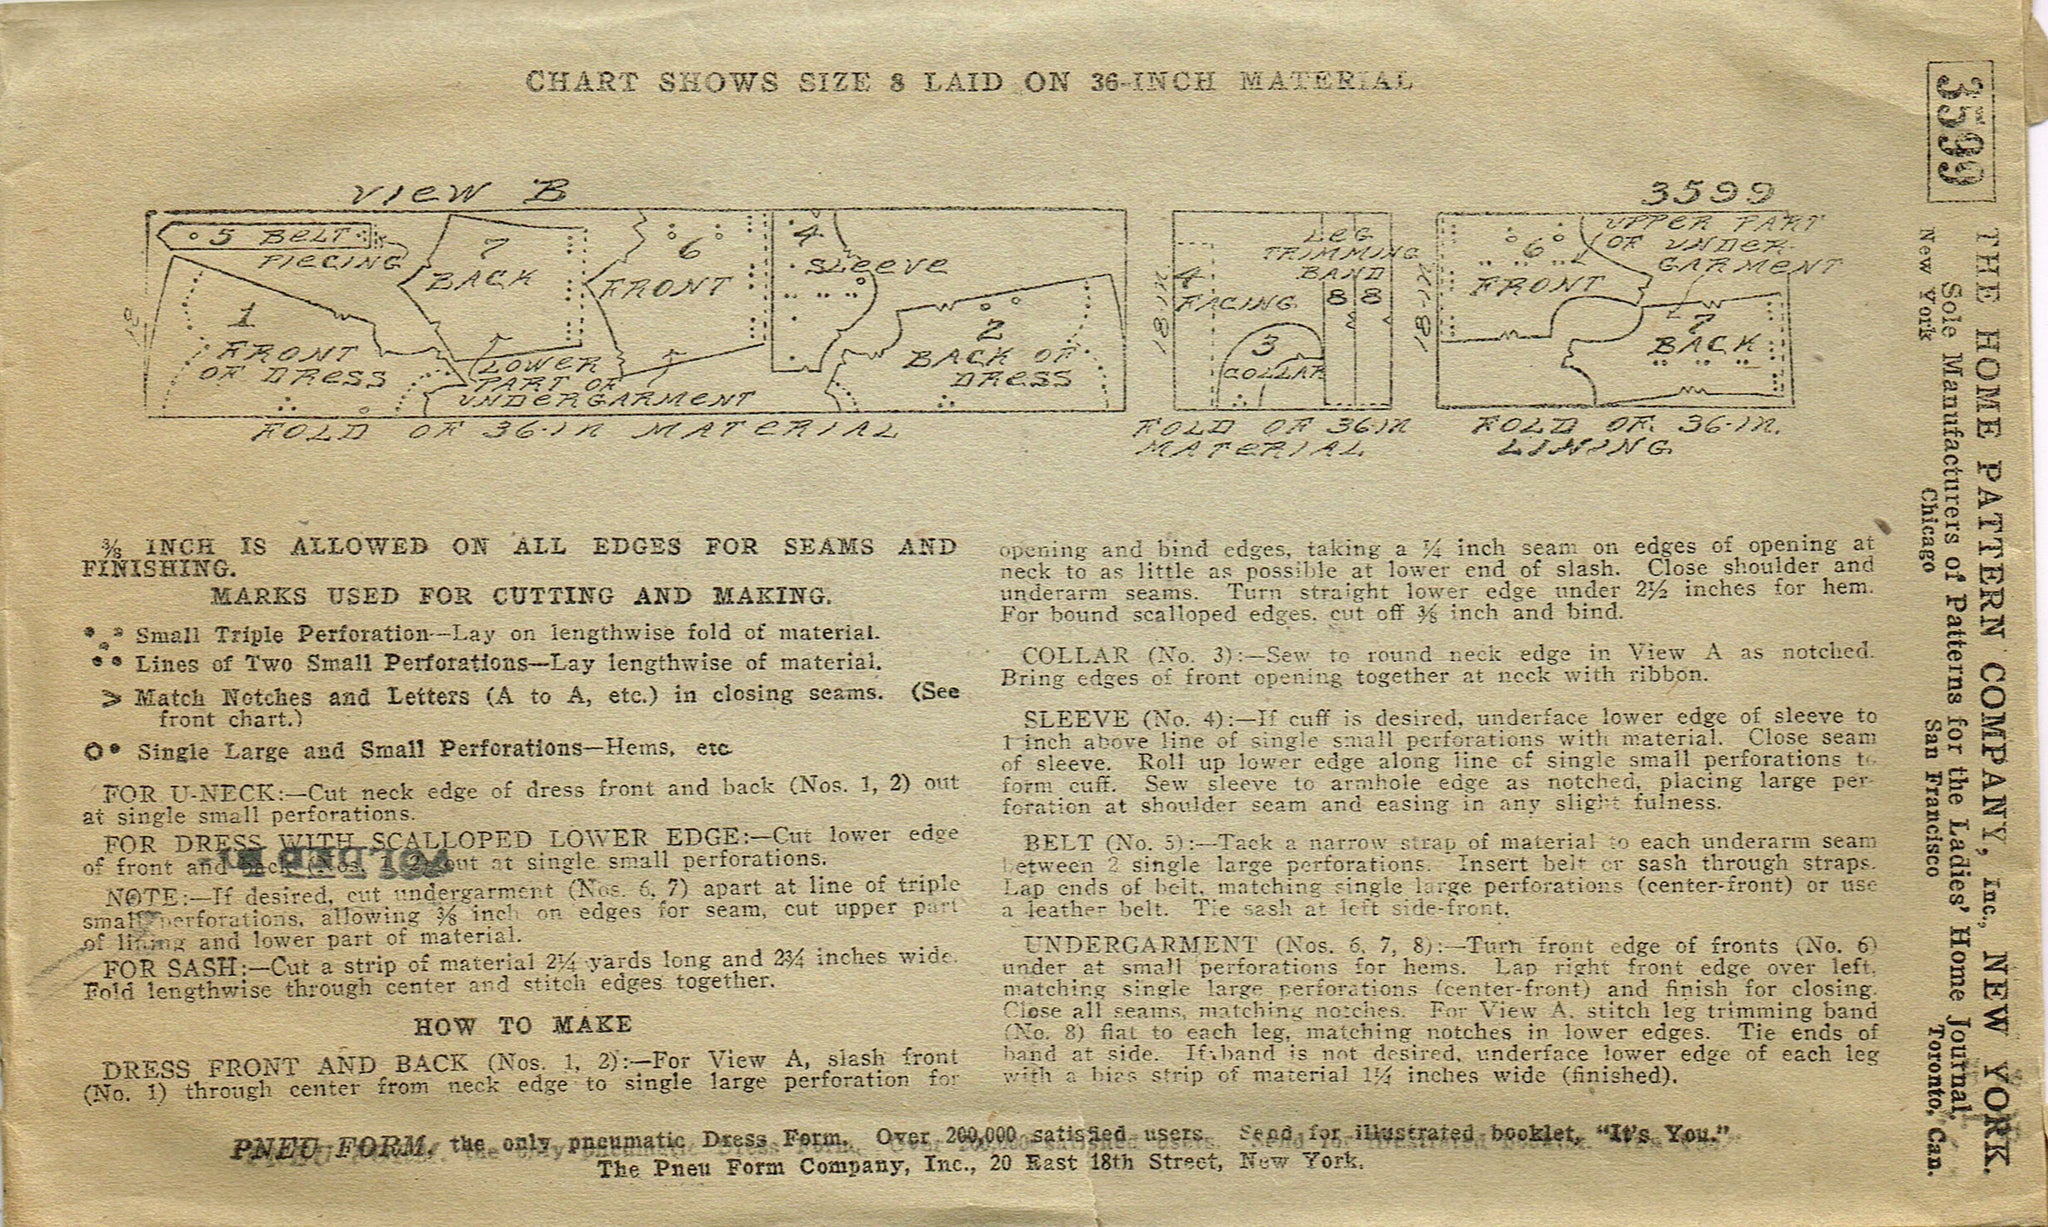 CHART SHOWS SIZE 8 LAID ON 36-INCH MATERIAL
VIEW B
3599
5 BELT
PIECING
7
BACK
6
FRONT
4
SLEEVE
1
FRONT
OF DRESS
LOWER
PART OF
UNDERGARMENT
2
BACK OF
DRESS
FOLD OF 36-IN MATERIAL
18-IN
4
FACING
LEG
TRIMMING
BAND
8 8
3
COLLAR
FOLD OF 36-IN
MATERIAL
18-IN.
6
FRONT
UPPER PART
OF UNDER-
GARMENT
7
BACK
FOLD OF 36-IN.
LINING
⅜ INCH IS ALLOWED ON ALL EDGES FOR SEAMS AND
FINISHING.
MARKS USED FOR CUTTING AND MAKING.
Small Triple Perforation—Lay on lengthwise fold of material.
Lines of Two Small Perforations—Lay lengthwise of material.
Match Notches and Letters (A to A, etc.) in closing seams. (See
front chart.)
Single Large and Small Perforations—Hems, etc
FOR U-NECK:—Cut neck edge of dress front and back (Nos. 1, 2) out
at single small perforations.
FOR DRESS WITH SCALLOPED LOWER EDGE:—Cut lower edge
of front and back (Nos. 2) out at single small perforations.
FOLDED BY
NOTE:—If desired, cut undergarment (Nos. 6, 7) apart at line of triple
small perforations, allowing ⅜ inch on edges for seam, cut upper part
of lining and lower part of material.
FOR SASH:—Cut a strip of material 2¼ yards long and 2¾ inches wide.
Fold lengthwise through center and stitch edges together.
HOW TO MAKE
DRESS FRONT AND BACK (Nos. 1, 2):—For View A, slash front
(No. 1) through center from neck edge to single large perforation for
opening and bind edges, taking a ¼ inch seam on edges of opening at
neck to as little as possible at lower end of slash. Close shoulder and
underarm seams. Turn straight lower edge under 2½ inches for hem.
For bound scalloped edges, cut off ⅜ inch and bind.
COLLAR (No. 3):—Sew to round neck edge in View A as notched.
Bring edges of front opening together at neck with ribbon.
SLEEVE (No. 4):—If cuff is desired, underface lower edge of sleeve to
1 inch above line of single small perforations with material. Close seam
of sleeve. Roll up lower edge along line of single small perforations to
form cuff. Sew sleeve to armhole edge as notched, placing large per-
foration at shoulder seam and easing in any slight fulness.
BELT (No. 5):—Tack a narrow strap of material to each underarm seam
between 2 single large perforations. Insert belt or sash through straps.
Lap ends of belt, matching single large perforations (center-front) or use
a leather belt. Tie sash at left side-front.
UNDERGARMENT (Nos. 6, 7, 8):—Turn front edge of fronts (No. 6)
under at small perforations for hems. Lap right front edge over left,
matching single large perforations (center-front) and finish for closing.
Close all seams, matching notches. For View A, stitch leg trimming band
(No. 8) flat to each leg, matching notches in lower edges. Tie ends of
band at side. If band is not desired, underface lower edge of each leg
with a bias strip of material 1¼ inches wide (finished).
PNEU FORM, the only pneumatic Dress Form. Over 200,000 satisfied users. Send for illustrated booklet, "It's You."
The Pneu Form Company, Inc., 20 East 18th Street, New York.
3599
THE HOME PATTERN COMPANY, Inc., NEW YORK.
Sole Manufacturers of Patterns for the Ladies' Home Journal,
New York Chicago San Francisco Toronto, Can.